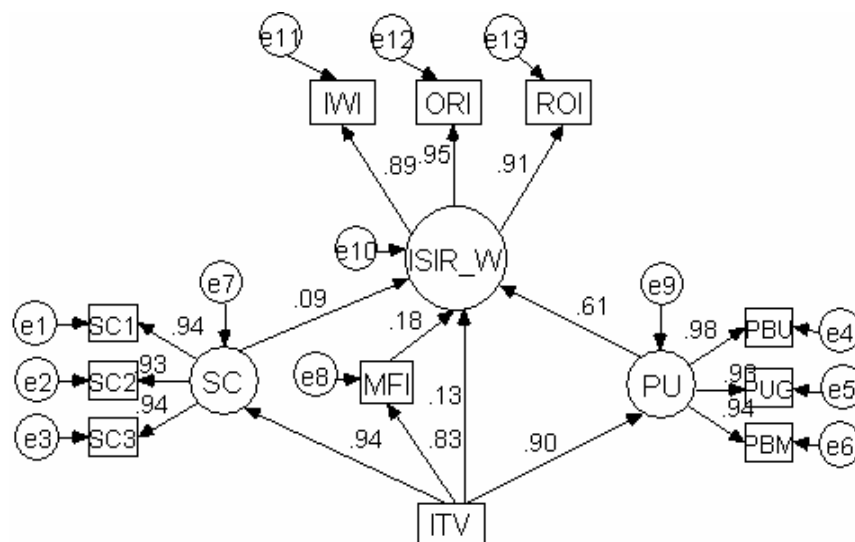 e11
e12
e13
IWI
ORI
ROI
.89
.95
.91
e10
ISIR_W
e7
e9
.09
.61
.18
e1
SC1
.94
.98
PBU
e4
e2
SC2
.93
SC
e8
MFI
.13
PU
PUG
e5
e3
SC3
.94
.94
PBM
e6
.94
.83
.90
ITV